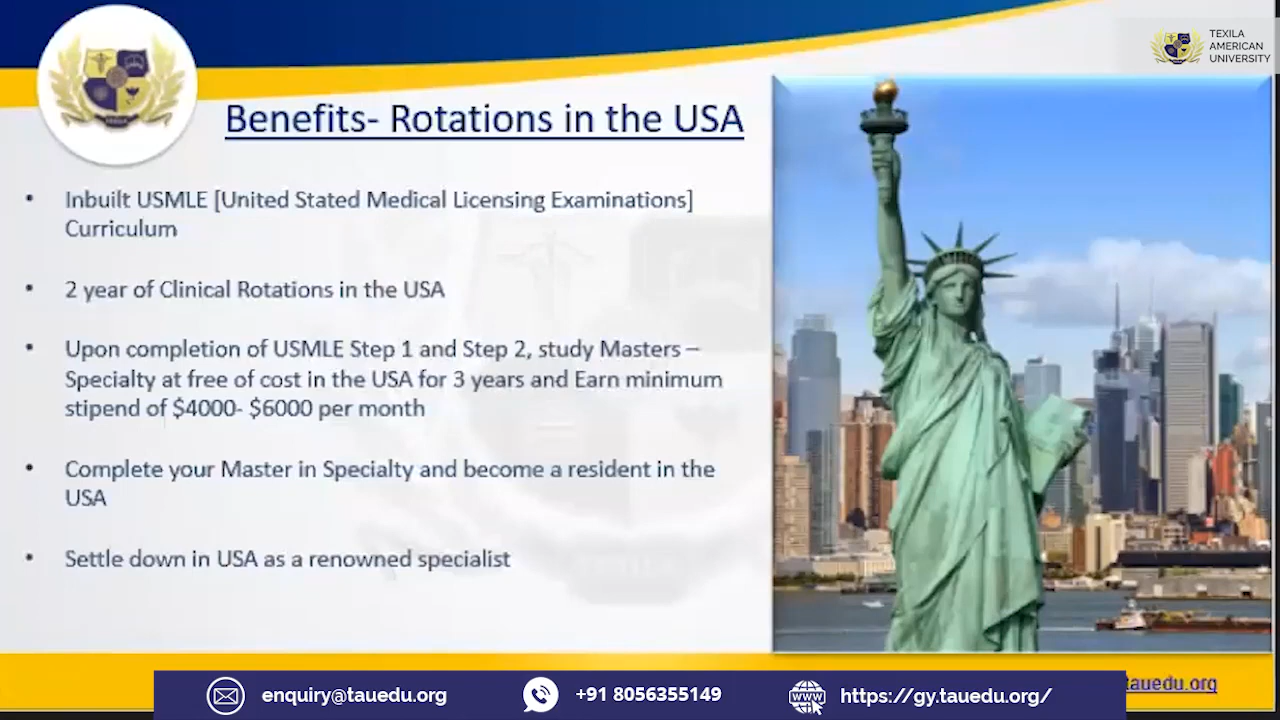 TEXILA
AMERICAN
UNIVERSITY
Benefits- Rotations in the USA
• Inbuilt USMLE [United Stated Medical Licensing Examinations]
Curriculum
• 2 year of Clinical Rotations in the USA
• Upon completion of USMLE Step 1 and Step 2, study Masters –
Specialty at free of cost in the USA for 3 years and Earn minimum
stipend of $4000- $6000 per month
• Complete your Master in Specialty and become a resident in the
USA
• Settle down in USA as a renowned specialist
enquiry@tauedu.org
+91 8056355149
https://gy.tauedu.org/
tauedu.org